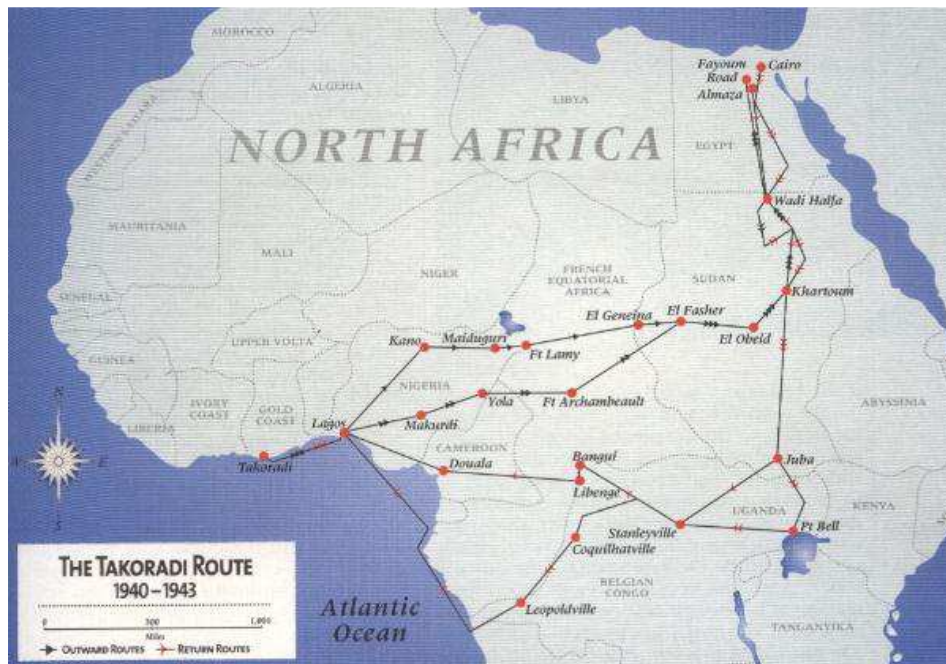 MOROCCO
ALGERIA
LIBYA
Fayoum
Road
Cairo
Almaza
EGYPT
WESTERN SAHARA
NORTH AFRICA
Wadi Halfa
MAURITANIA
MALI
NIGER
FRENCH
EQUATORIAL
AFRICA
SUDAN
Khartoum
SENEGAL
GUINEA
UPPER VOLTA
Kano
Maiduguri
Ft Lamy
El Geneina
El Fasher
El Obeid
IVORY
COAST
GOLD
COAST
LIBERIA
NIGERIA
Yola
Ft Archambeault
ABYSSINIA
Lagos
Makurdi
Takoradi
CAMEROON
Douala
Bangui
Libenge
Juba
N
W
E
S
UGANDA
KENYA
Stanleyville
Pt Bell
Coquilhatville
BELGIAN
CONGO
Leopoldville
TANGANYIKA
Atlantic
Ocean
THE TAKORADI ROUTE
1940–1943
0 500 1,000
Miles
OUTWARD ROUTES RETURN ROUTES